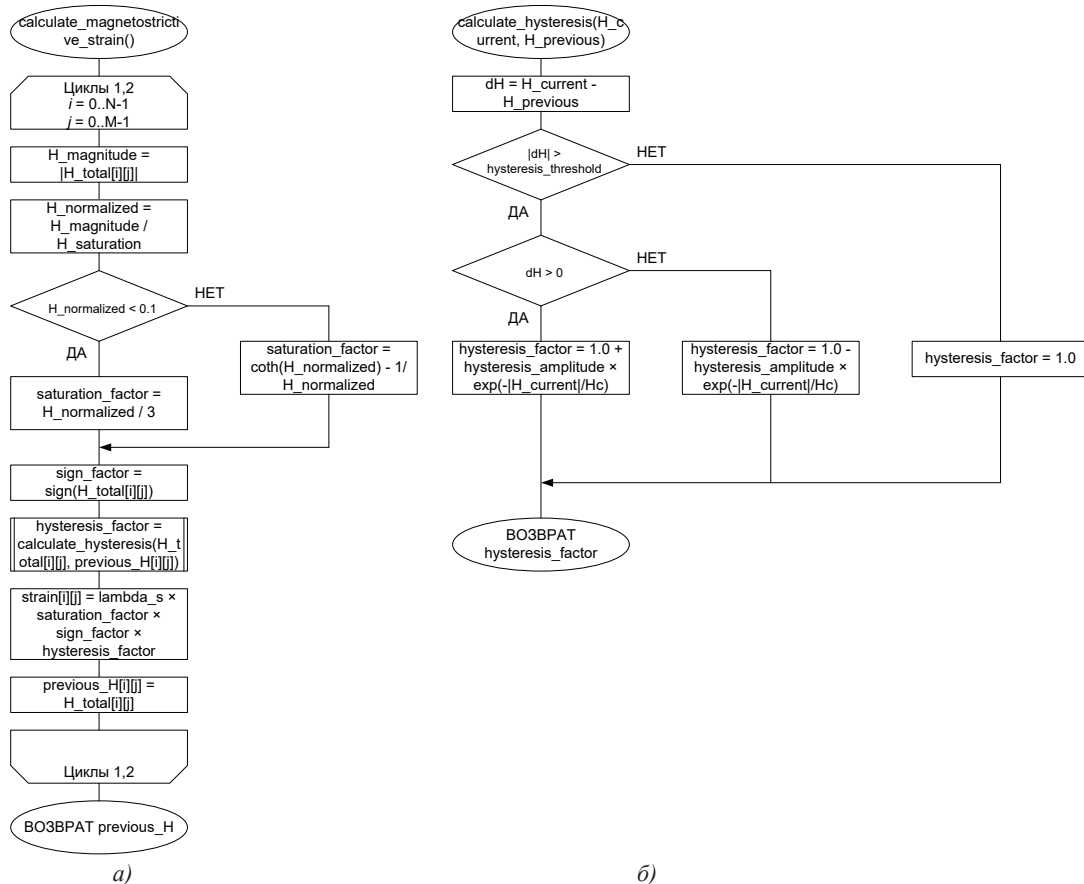 calculate_magnetostricti
ve_strain()
Циклы 1,2
i = 0..N-1
j = 0..M-1
H_magnitude =
|H_total[i][j]|
H_normalized =
H_magnitude /
H_saturation
H_normalized < 0.1
НЕТ
ДА
saturation_factor =
coth(H_normalized) - 1/
H_normalized
saturation_factor =
H_normalized / 3
sign_factor =
sign(H_total[i][j])
hysteresis_factor =
calculate_hysteresis(H_t
otal[i][j], previous_H[i][j])
strain[i][j] = lambda_s ×
saturation_factor ×
sign_factor ×
hysteresis_factor
previous_H[i][j] =
H_total[i][j]
Циклы 1,2
ВОЗВРАТ previous_H
а)
calculate_hysteresis(H_c
urrent, H_previous)
dH = H_current -
H_previous
|dH| >
hysteresis_threshold
НЕТ
ДА
dH > 0
НЕТ
ДА
hysteresis_factor = 1.0 +
hysteresis_amplitude ×
exp(-|H_current|/Hc)
hysteresis_factor = 1.0 -
hysteresis_amplitude ×
exp(-|H_current|/Hc)
hysteresis_factor = 1.0
ВОЗВРАТ
hysteresis_factor
б)